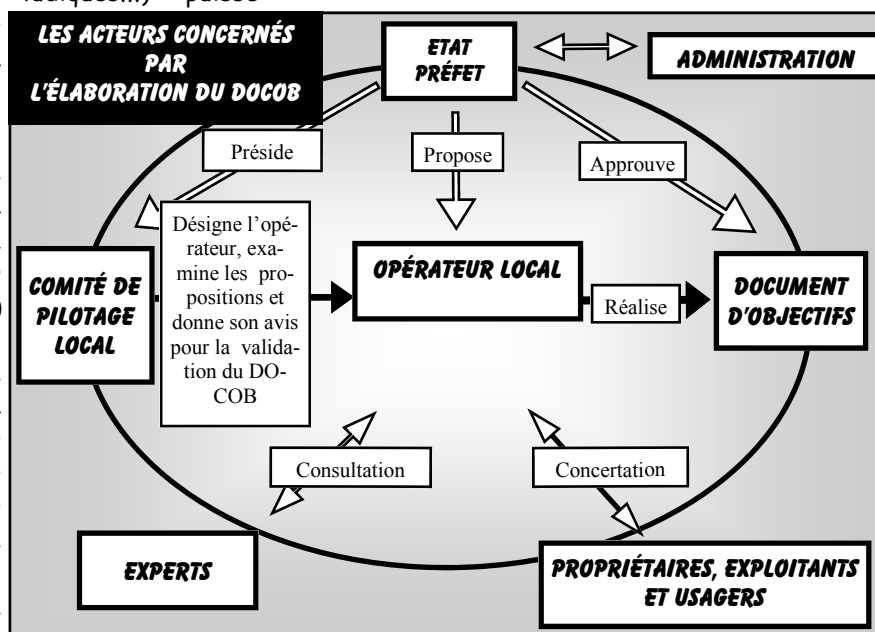 LES ACTEURS CONCERNÉS
PAR
L'ÉLABORATION DU DOCOB
ETAT
PRÉFET
ADMINISTRATION
Préside
Propose
Approuve
COMITÉ DE
PILOTAGE
LOCAL
Désigne l'opé-
rateur, exa-
mine les pro-
positions et
donne son avis
pour la valida-
tion du DO-
COB
OPÉRATEUR LOCAL
Réalise
DOCUMENT
D'OBJECTIFS
Consultation
Concertation
EXPERTS
PROPRIÉTAIRES, EXPLOITANTS
ET USAGERS